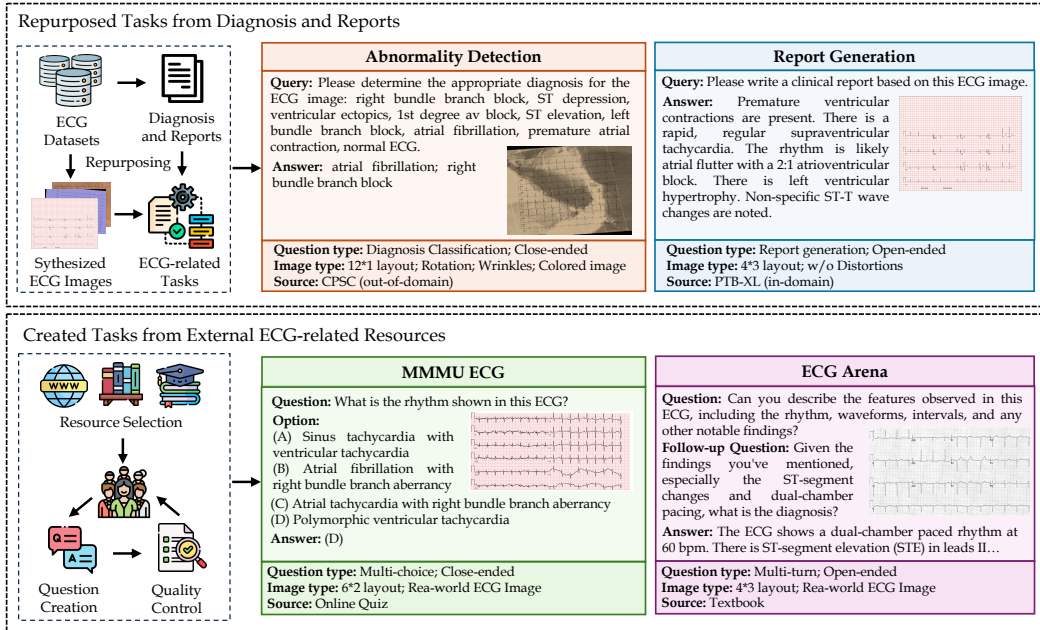 Repurposed Tasks from Diagnosis and Reports
ECG
Datasets
Diagnosis
and Reports
Repurposing
Sythesized
ECG Images
ECG-related
Tasks
Abnormality Detection
Query: Please determine the appropriate diagnosis for the
ECG image: right bundle branch block, ST depression,
ventricular ectopics, 1st degree av block, ST elevation, left
bundle branch block, atrial fibrillation, premature atrial
contraction, normal ECG.
Answer: atrial fibrillation; right
bundle branch block
Question type: Diagnosis Classification; Close-ended
Image type: 12*1 layout; Rotation; Wrinkles; Colored image
Source: CPSC (out-of-domain)
Report Generation
Query: Please write a clinical report based on this ECG image.
Answer: Premature ventricular
contractions are present. There is a
rapid, regular supraventricular
tachycardia. The rhythm is likely
atrial flutter with a 2:1 atrioventricular
block. There is left ventricular
hypertrophy. Non-specific ST-T wave
changes are noted.
Question type: Report generation; Open-ended
Image type: 4*3 layout; w/o Distortions
Source: PTB-XL (in-domain)
Created Tasks from External ECG-related Resources
WWW
Resource Selection
Q
A
Question
Creation
Quality
Control
MMMU ECG
Question: What is the rhythm shown in this ECG?
Option:
(A) Sinus tachycardia with
ventricular tachycardia
(B) Atrial fibrillation with
right bundle branch aberrancy
(C) Atrial tachycardia with right bundle branch aberrancy
(D) Polymorphic ventricular tachycardia
Answer: (D)
Question type: Multi-choice; Close-ended
Image type: 6*2 layout; Rea-world ECG Image
Source: Online Quiz
ECG Arena
Question: Can you describe the features observed in this
ECG, including the rhythm, waveforms, intervals, and any
other notable findings?
Follow-up Question: Given the
findings you've mentioned,
especially the ST-segment
changes and dual-chamber
pacing, what is the diagnosis?
Answer: The ECG shows a dual-chamber paced rhythm at
60 bpm. There is ST-segment elevation (STE) in leads II…
Question type: Multi-turn; Open-ended
Image type: 4*3 layout; Rea-world ECG Image
Source: Textbook